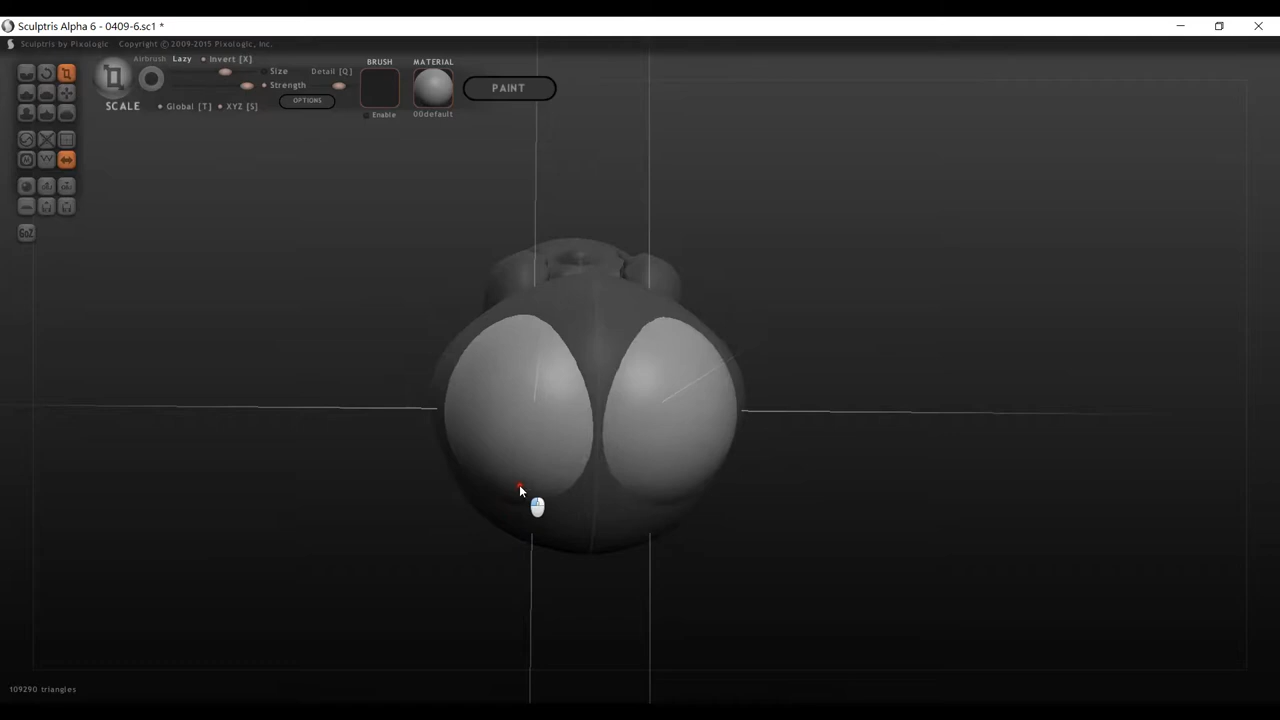 Sculptris Alpha 6 - 0409-6.sc1 *
Sculptris by Pixologic Copyright © 2009-2015 Pixologic, Inc.
Airbrush Lazy Invert [X]
Size Detail [Q]
Strength
SCALE Global [T] XYZ [S] OPTIONS
BRUSH
Enable
MATERIAL
00default
PAINT
GoZ
109290 triangles